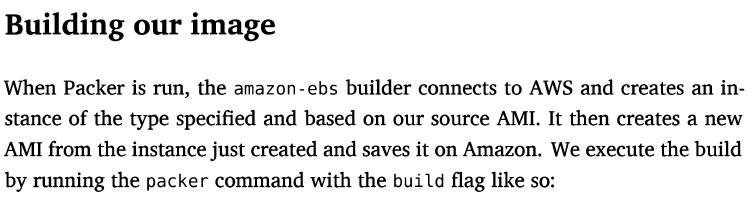 Building our image
When Packer is run, the amazon-ebs builder connects to AWS and creates an in-
stance of the type specified and based on our source AMI. It then creates a new
AMI from the instance just created and saves it on Amazon. We execute the build
by running the packer command with the build flag like so: